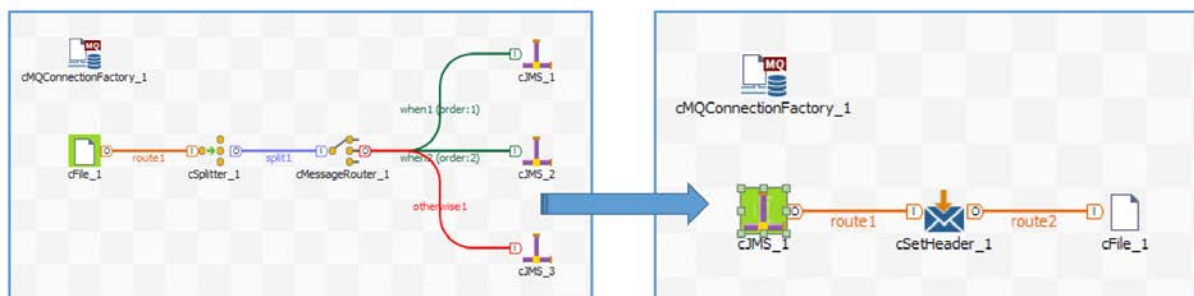 MQ
cMQConnectionFactory_1
cJMS_1
when1 (order:1)
O
route1
I
O
split1
I
O
when2 (order:2)
I
I
I
cFile_1
cSplitter_1
cMessageRouter_1
cJMS_2
otherwise1
cJMS_3
MQ
cMQConnectionFactory_1
O
route1
I
O
route2
I
cJMS_1
cSetHeader_1
cFile_1